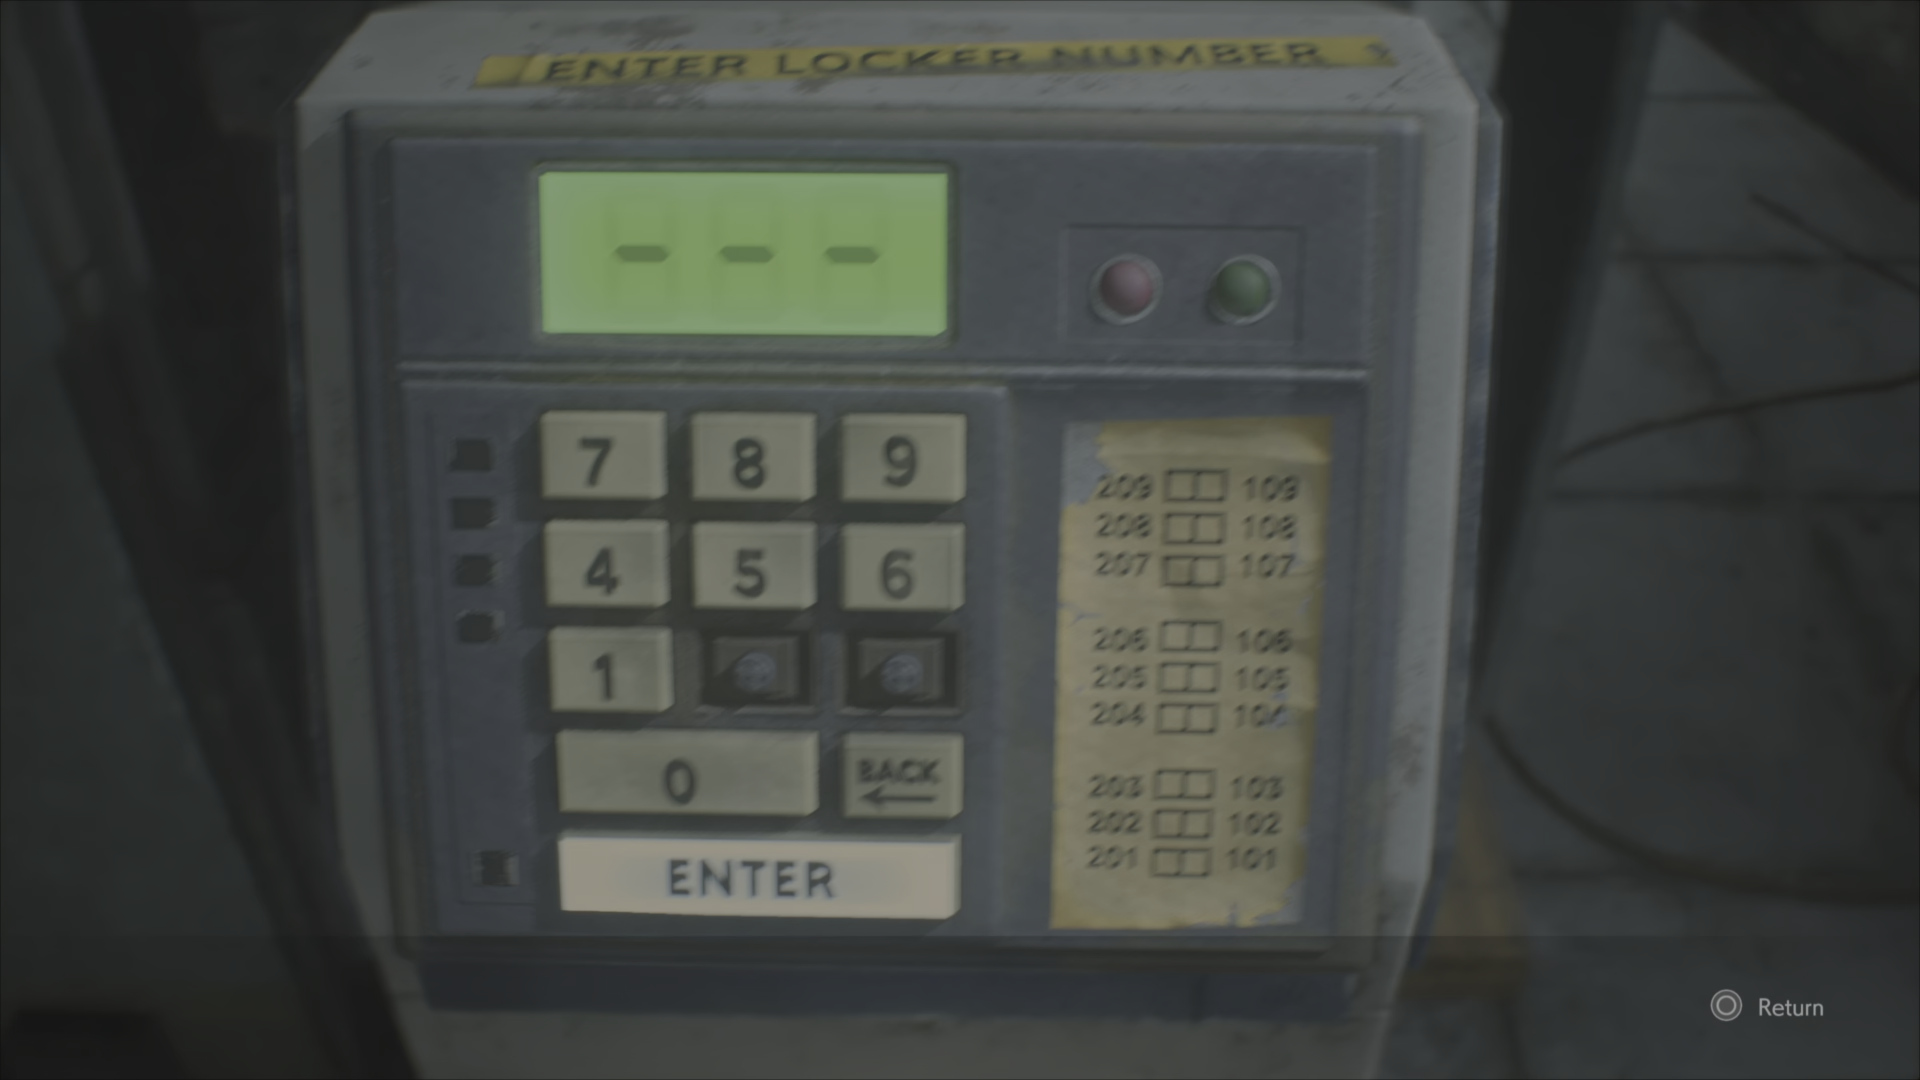 ENTER LOCKER NUMBER
- - -
7 8 9
4 5 6
1
0 BACK
ENTER
209 109
208 108
207 107
206 106
205 105
204 104
203 103
202 102
201 101
Return